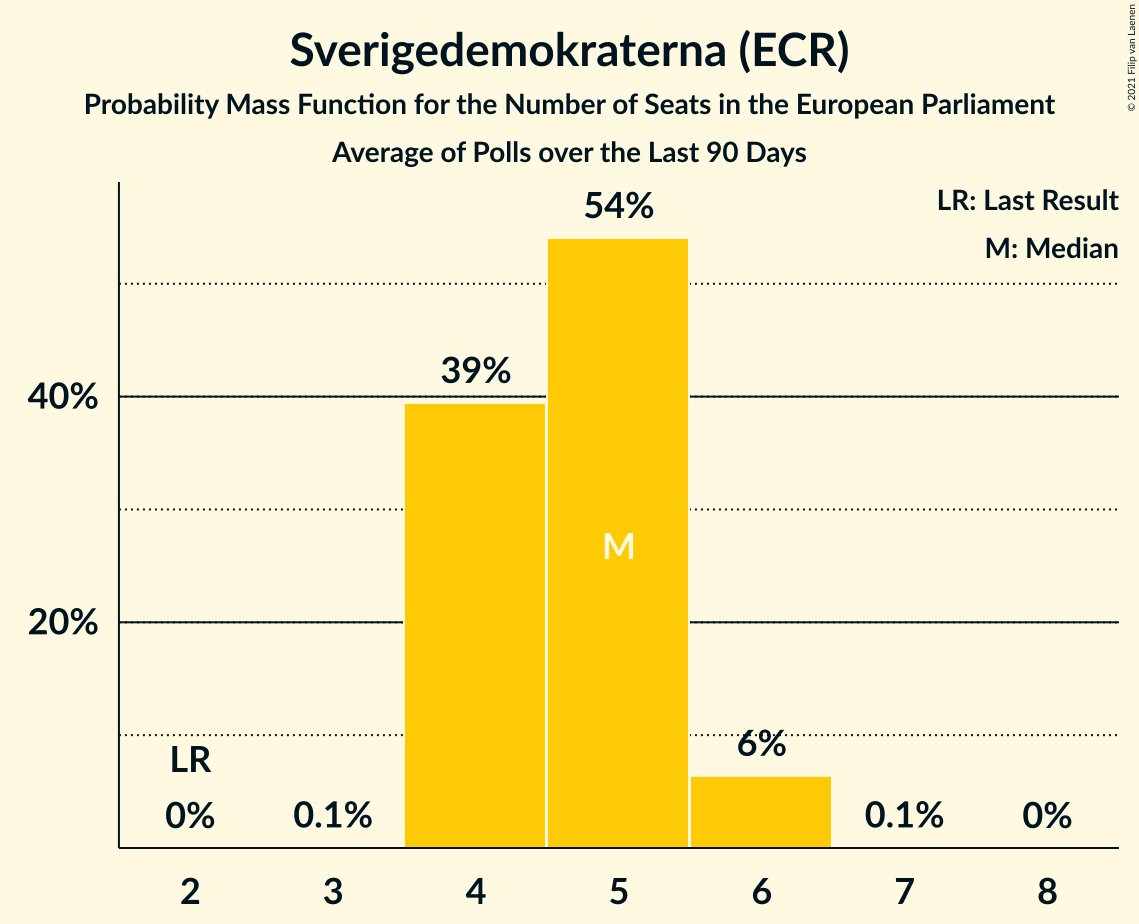 Sverigedemokraterna (ECR)
Probability Mass Function for the Number of Seats in the European Parliament
Average of Polls over the Last 90 Days
© 2021 Filip van Laenen
LR: Last Result
M: Median
54%
39%
40%
M
20%
6%
LR
0%
0.1%
0.1%
0%
2 3 4 5 6 7 8